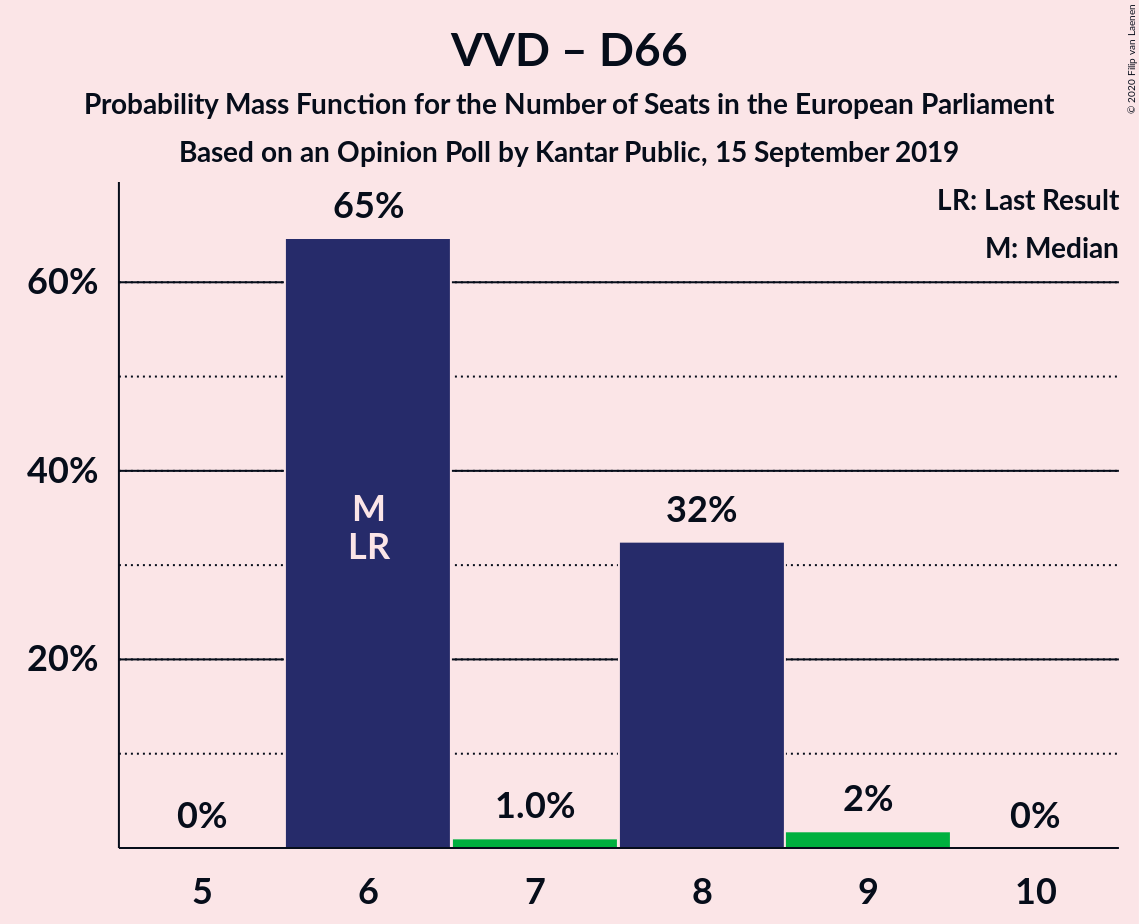 VVD – D66
Probability Mass Function for the Number of Seats in the European Parliament
Based on an Opinion Poll by Kantar Public, 15 September 2019
© 2020 Filip van Laenen
LR: Last Result
M: Median
65%
60%
40%
M
LR
32%
20%
0%
1.0%
2%
0%
5
6
7
8
9
10